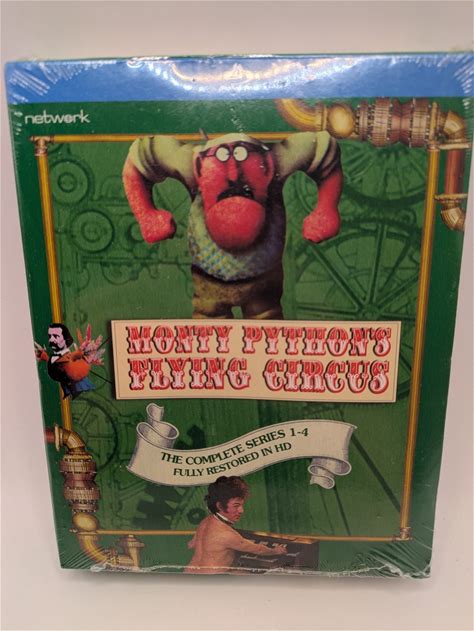 network
MONTY PYTHON'S
FLYING CIRCUS
THE COMPLETE SERIES 1-4
FULLY RESTORED IN HD